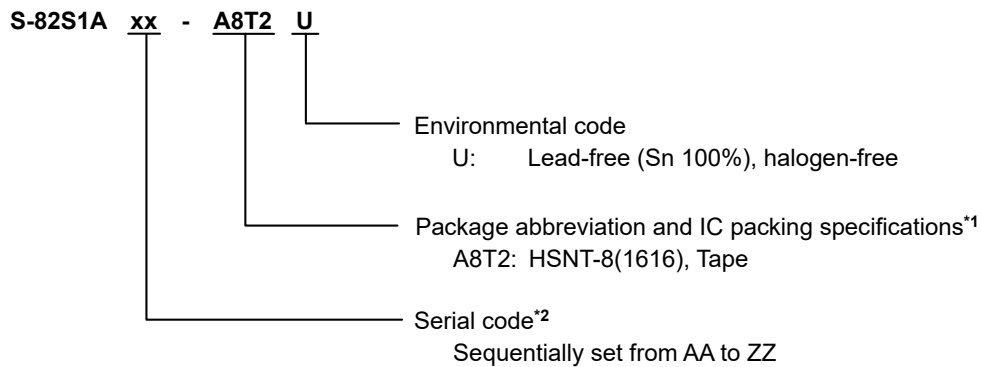 S-82S1A xx - A8T2 U
Environmental code
U: Lead-free (Sn 100%), halogen-free
Package abbreviation and IC packing specifications*1
A8T2: HSNT-8(1616), Tape
Serial code*2
Sequentially set from AA to ZZ